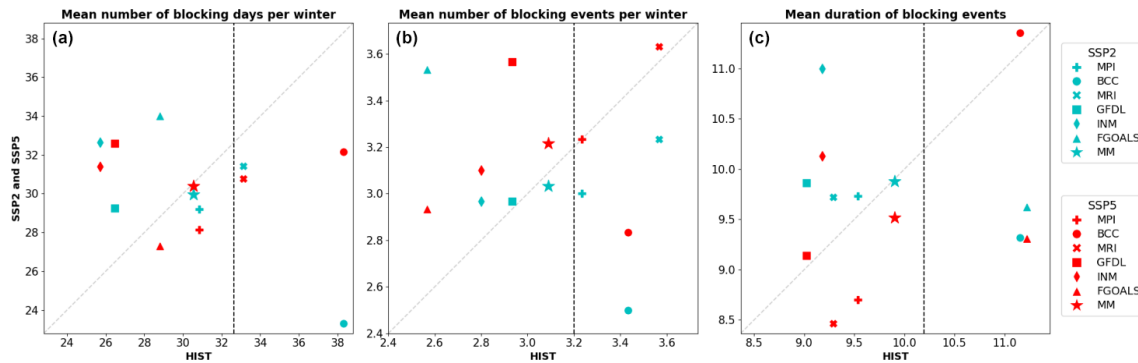 Mean number of blocking days per winter
(a)
38
36
34
32
30
28
26
24
SSP2 and SSP5
24 26 28 30 32 34 36 38
HIST
Mean number of blocking events per winter
(b)
3.6
3.4
3.2
3.0
2.8
2.6
2.4
2.4 2.6 2.8 3.0 3.2 3.4 3.6
HIST
Mean duration of blocking events
(c)
11.0
10.5
10.0
9.5
9.0
8.5
8.5 9.0 9.5 10.0 10.5 11.0
HIST
SSP2
MPI
BCC
MRI
GFDL
INM
FGOALS
MM
SSP5
MPI
BCC
MRI
GFDL
INM
FGOALS
MM